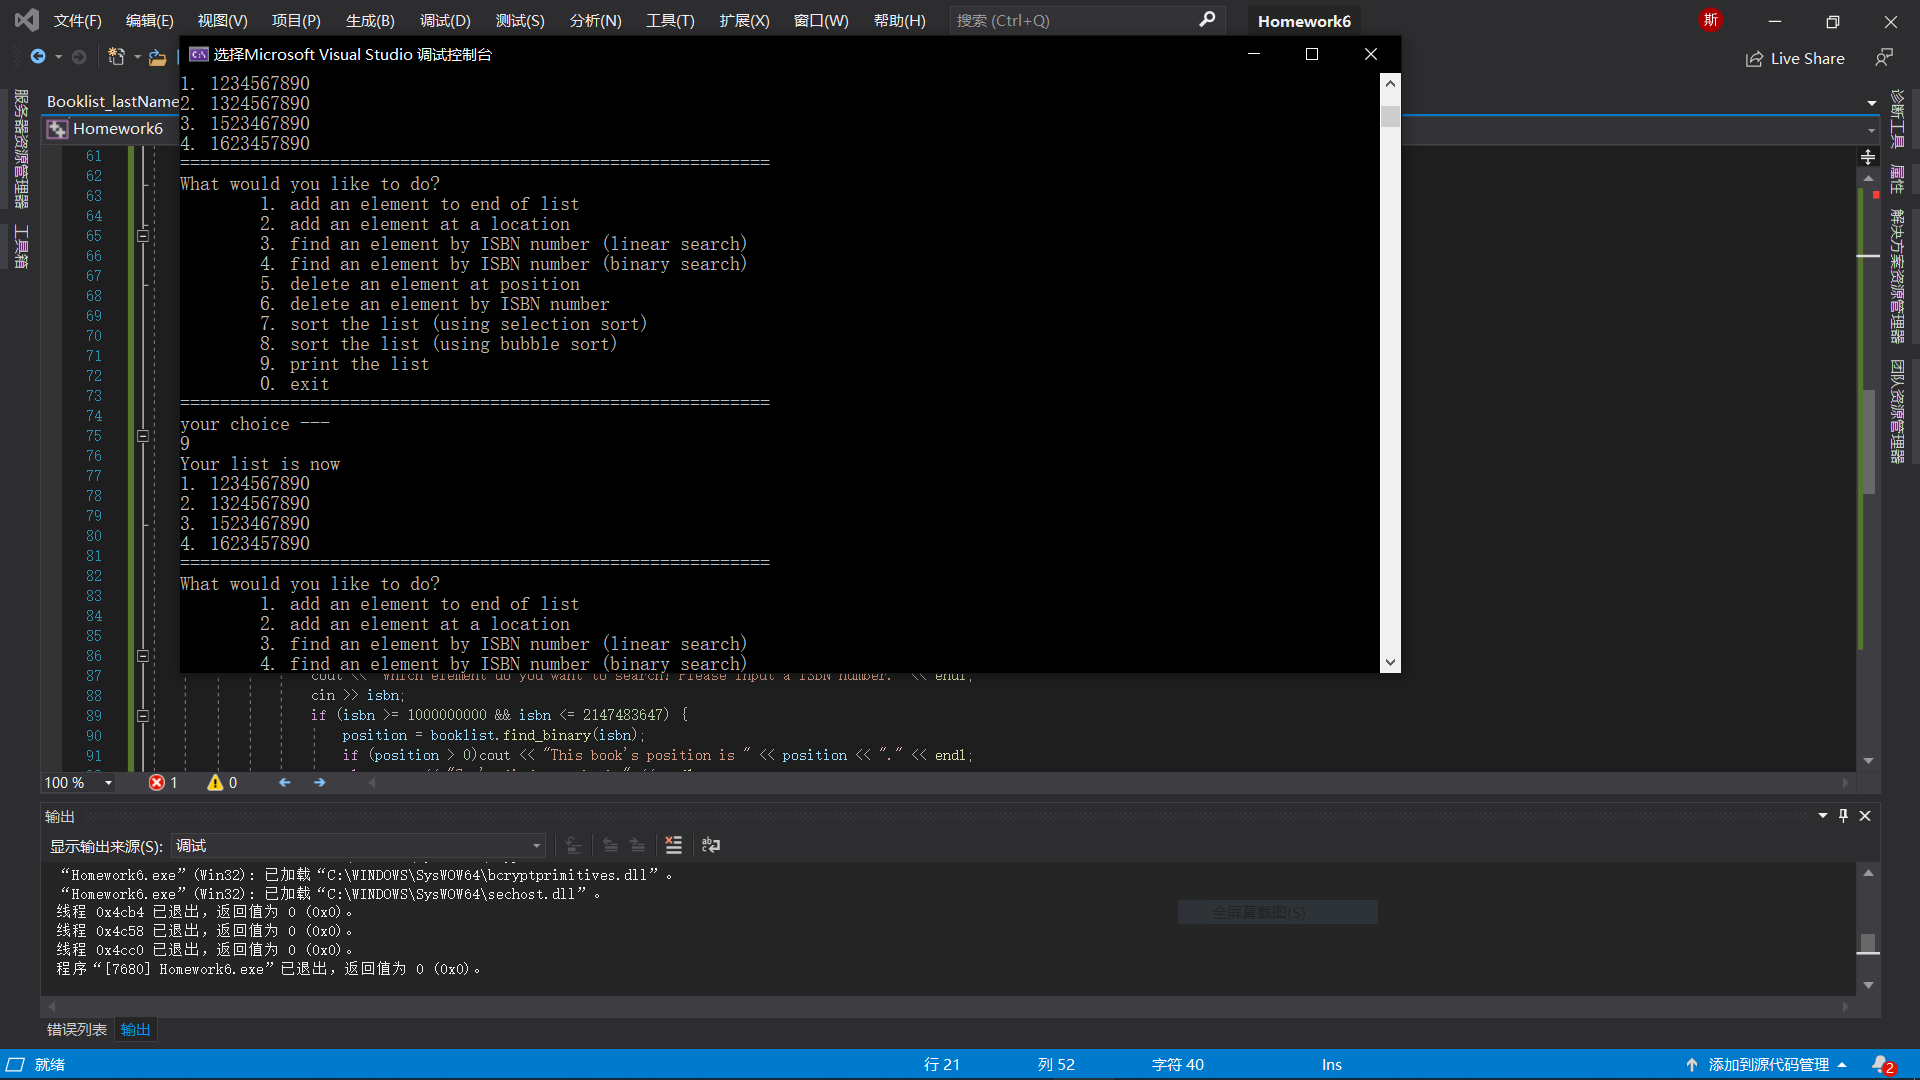 文件(F) 编辑(E) 视图(V) 项目(P) 生成(B) 调试(D) 测试(S) 分析(N) 工具(T) 扩展(X) 窗口(W) 帮助(H) 搜索 (Ctrl+Q) Homework6 斯
选择Microsoft Visual Studio 调试控制台
Live Share
Booklist_lastName
Homework6
服务器资源管理器
工具箱
诊断工具
属性
解决方案资源管理器
团队资源管理器
1. 1234567890
2. 1324567890
3. 1523467890
4. 1623457890
===========================================================
What would you like to do?
1. add an element to end of list
2. add an element at a location
3. find an element by ISBN number (linear search)
4. find an element by ISBN number (binary search)
5. delete an element at position
6. delete an element by ISBN number
7. sort the list (using selection sort)
8. sort the list (using bubble sort)
9. print the list
0. exit
===========================================================
your choice ---
9
Your list is now
1. 1234567890
2. 1324567890
3. 1523467890
4. 1623457890
===========================================================
What would you like to do?
1. add an element to end of list
2. add an element at a location
3. find an element by ISBN number (linear search)
4. find an element by ISBN number (binary search)
61
62
63
64
65
66
67
68
69
70
71
72
73
74
75
76
77
78
79
80
81
82
83
84
85
86
87 cout << "Which element do you want to search? Please input a ISBN number." << endl;
88 cin >> isbn;
89 if (isbn >= 1000000000 && isbn <= 2147483647) {
90 position = booklist.find_binary(isbn);
91 if (position > 0)cout << "This book's position is " << position << "." << endl;
100 % 1 0
输出
显示输出来源(S): 调试
“Homework6.exe”(Win32): 已加载“C:\WINDOWS\SysWOW64\bcryptprimitives.dll”。
“Homework6.exe”(Win32): 已加载“C:\WINDOWS\SysWOW64\sechost.dll”。
线程 0x4cb4 已退出，返回值为 0 (0x0)。
线程 0x4c58 已退出，返回值为 0 (0x0)。
线程 0x4cc0 已退出，返回值为 0 (0x0)。
程序“[7680] Homework6.exe”已退出，返回值为 0 (0x0)。
全屏幕截图(S)
错误列表 输出
就绪 行 21 列 52 字符 40 Ins 添加到源代码管理 2